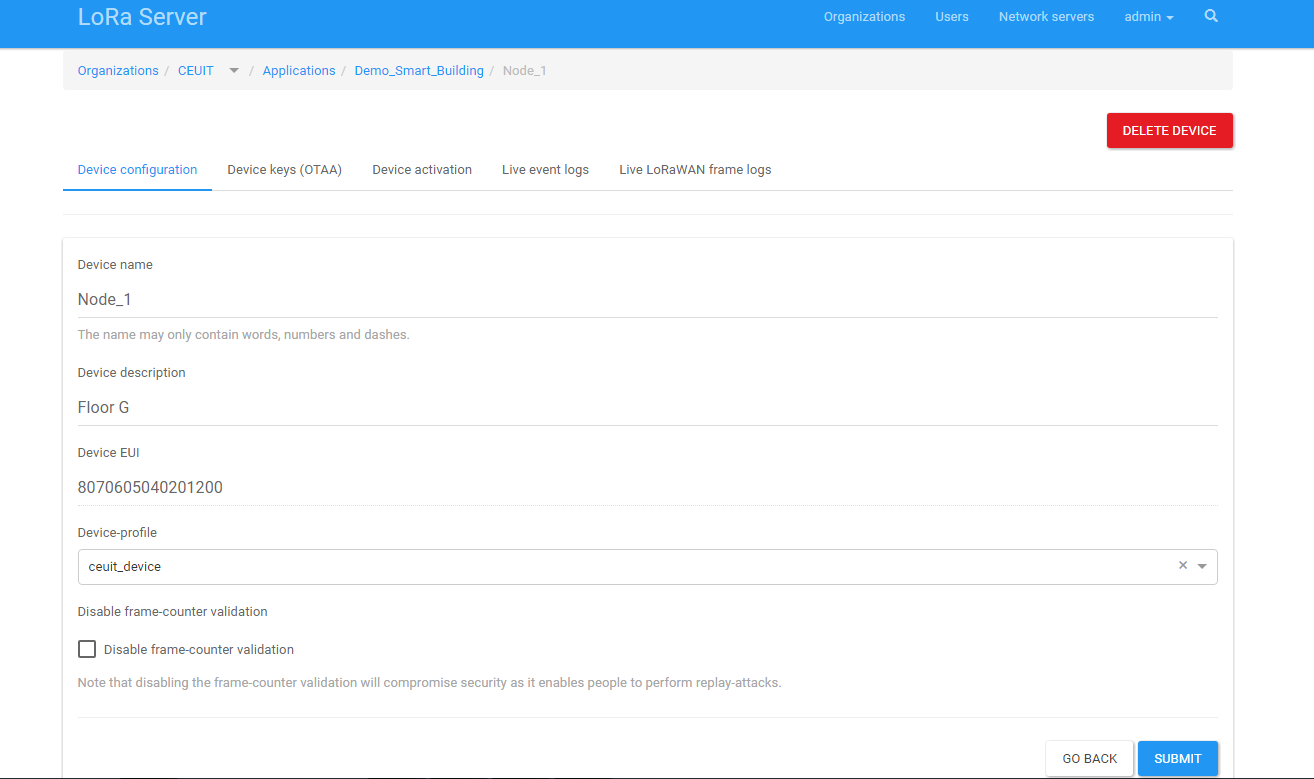 LoRa Server
Organizations Users Network servers admin
Organizations / CEUIT / Applications / Demo_Smart_Building / Node_1
DELETE DEVICE
Device configuration Device keys (OTAA) Device activation Live event logs Live LoRaWAN frame logs
Device name
Node_1
The name may only contain words, numbers and dashes.
Device description
Floor G
Device EUI
8070605040201200
Device-profile
ceuit_device ×
Disable frame-counter validation
Disable frame-counter validation
Note that disabling the frame-counter validation will compromise security as it enables people to perform replay-attacks.
GO BACK SUBMIT